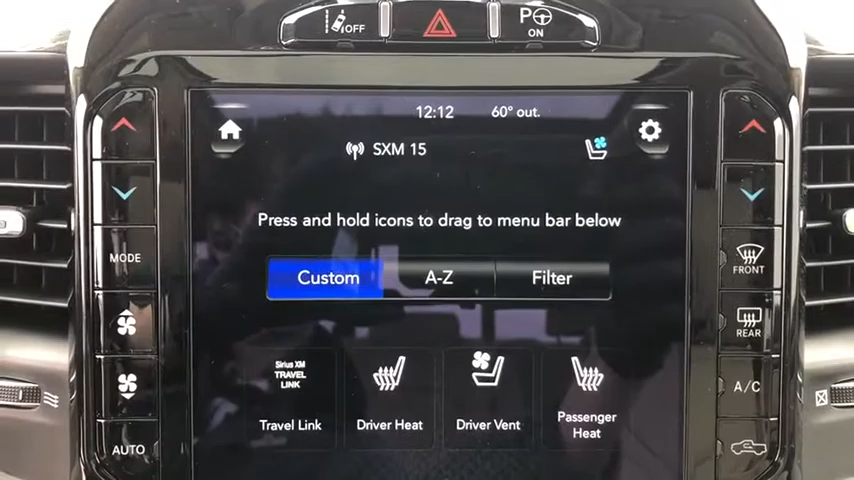 OFF
P
ON
12:12 60° out.
SXM 15
Press and hold icons to drag to menu bar below
Custom A-Z Filter
Sirius XM
TRAVEL
LINK
Travel Link Driver Heat Driver Vent Passenger
Heat
MODE
AUTO
FRONT
REAR
A/C